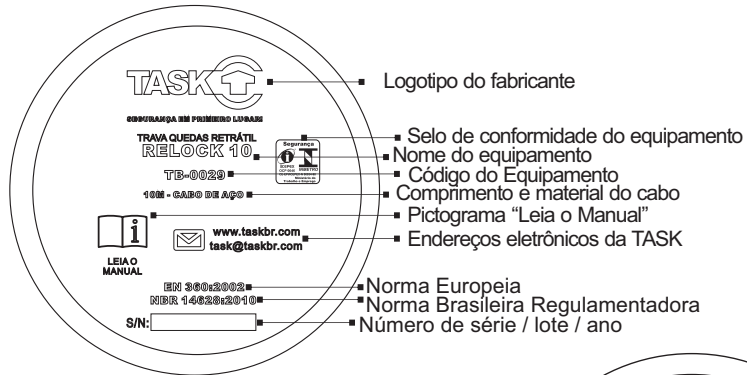 TASK
SEGURANÇA EM PRIMEIRO LUGAR!
Logotipo do fabricante
TRAVA QUEDAS RETRÁTIL
RELOCK 10
Segurança
INMETRO
Selo de conformidade do equipamento
Nome do equipamento
TB-0029
Código do Equipamento
10M - CABO DE AÇO
Comprimento e material do cabo
Pictograma “Leia o Manual”
i
LEIA O
MANUAL
www.taskbr.com
task@taskbr.com
Endereços eletrônicos da TASK
EN 360:2002
Norma Europeia
NBR 14628:2010
Norma Brasileira Regulamentadora
S/N:
Número de série / lote / ano